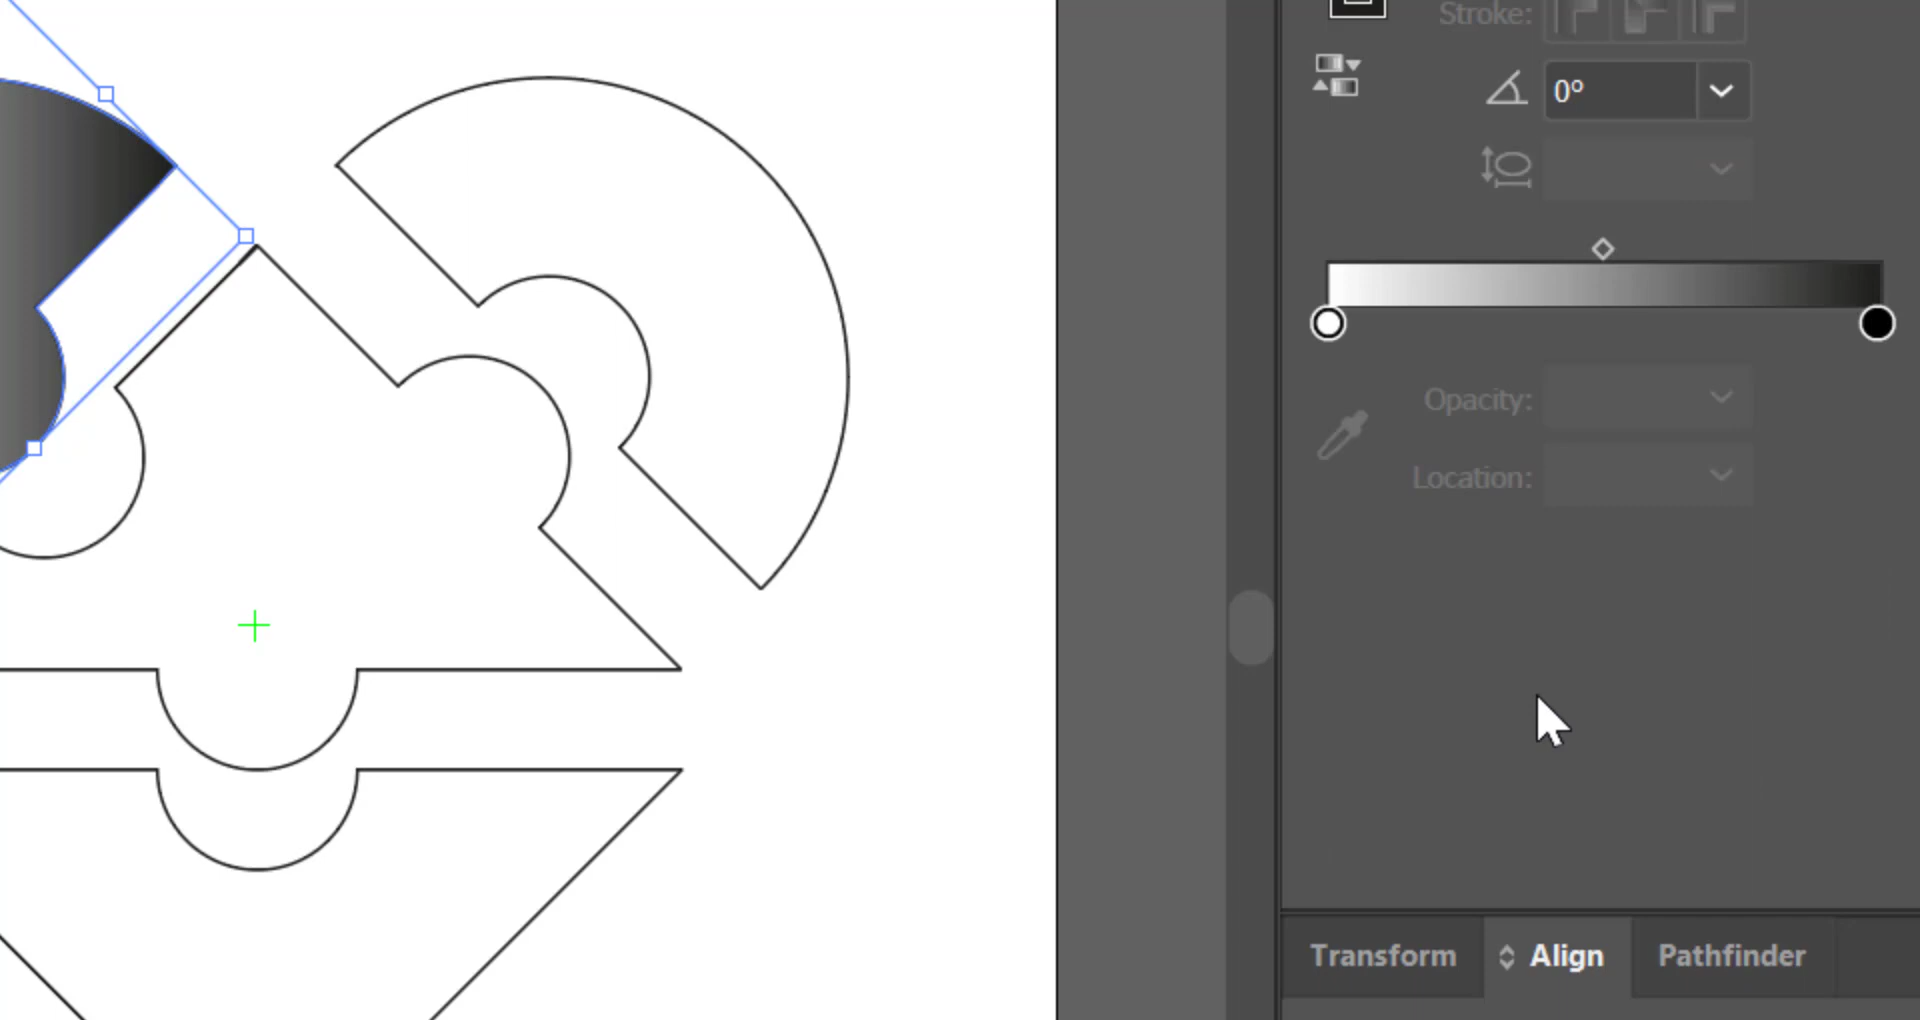 Stroke:
0°
Opacity:
Location:
Transform
Align
Pathfinder